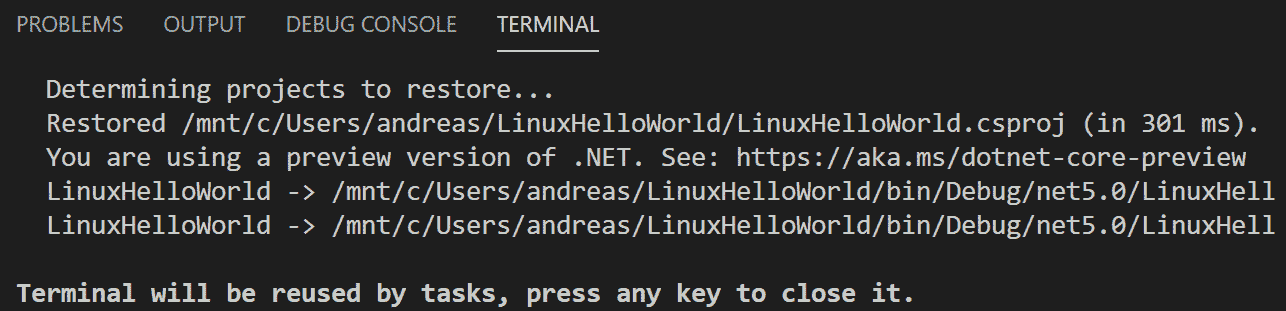 PROBLEMS OUTPUT DEBUG CONSOLE TERMINAL
Determining projects to restore...
Restored /mnt/c/Users/andreas/LinuxHelloWorld/LinuxHelloWorld.csproj (in 301 ms).
You are using a preview version of .NET. See: https://aka.ms/dotnet-core-preview
LinuxHelloWorld -> /mnt/c/Users/andreas/LinuxHelloWorld/bin/Debug/net5.0/LinuxHell
LinuxHelloWorld -> /mnt/c/Users/andreas/LinuxHelloWorld/bin/Debug/net5.0/LinuxHell
Terminal will be reused by tasks, press any key to close it.